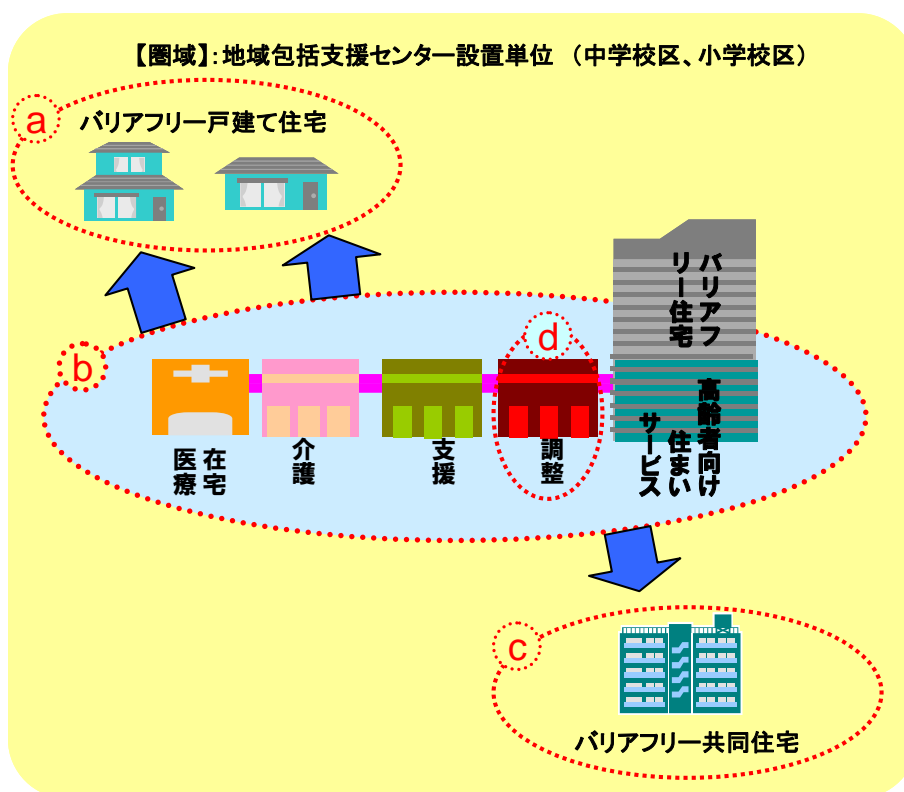 【圏域】：地域包括支援センター設置単位　（中学校区、小学校区）
a
バリアフリー戸建て住宅
b
在宅
医療
介護
支援
d
調整
バリアフ
リー住宅
高齢者向け
住まい
サービス
c
バリアフリー共同住宅